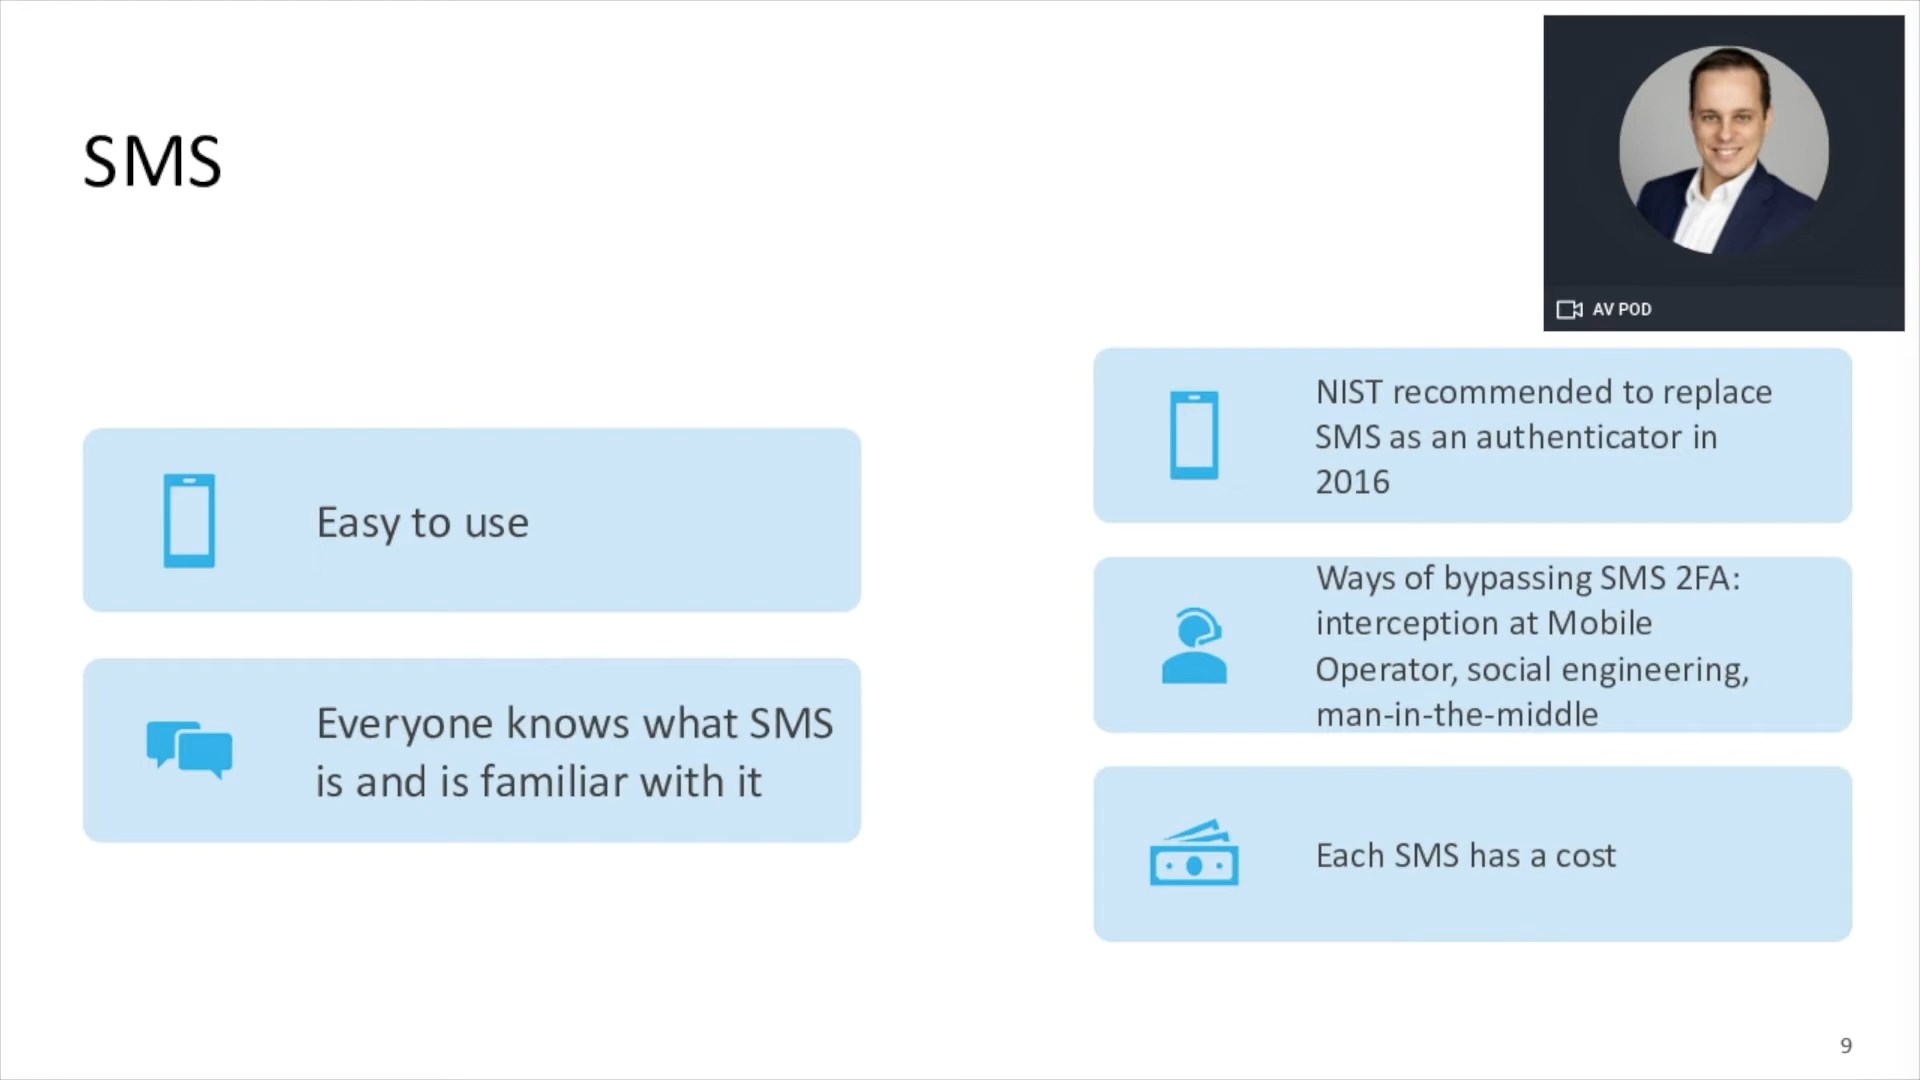 SMS
AV POD
Easy to use
Everyone knows what SMS
is and is familiar with it
NIST recommended to replace
SMS as an authenticator in
2016
Ways of bypassing SMS 2FA:
interception at Mobile
Operator, social engineering,
man-in-the-middle
Each SMS has a cost
9